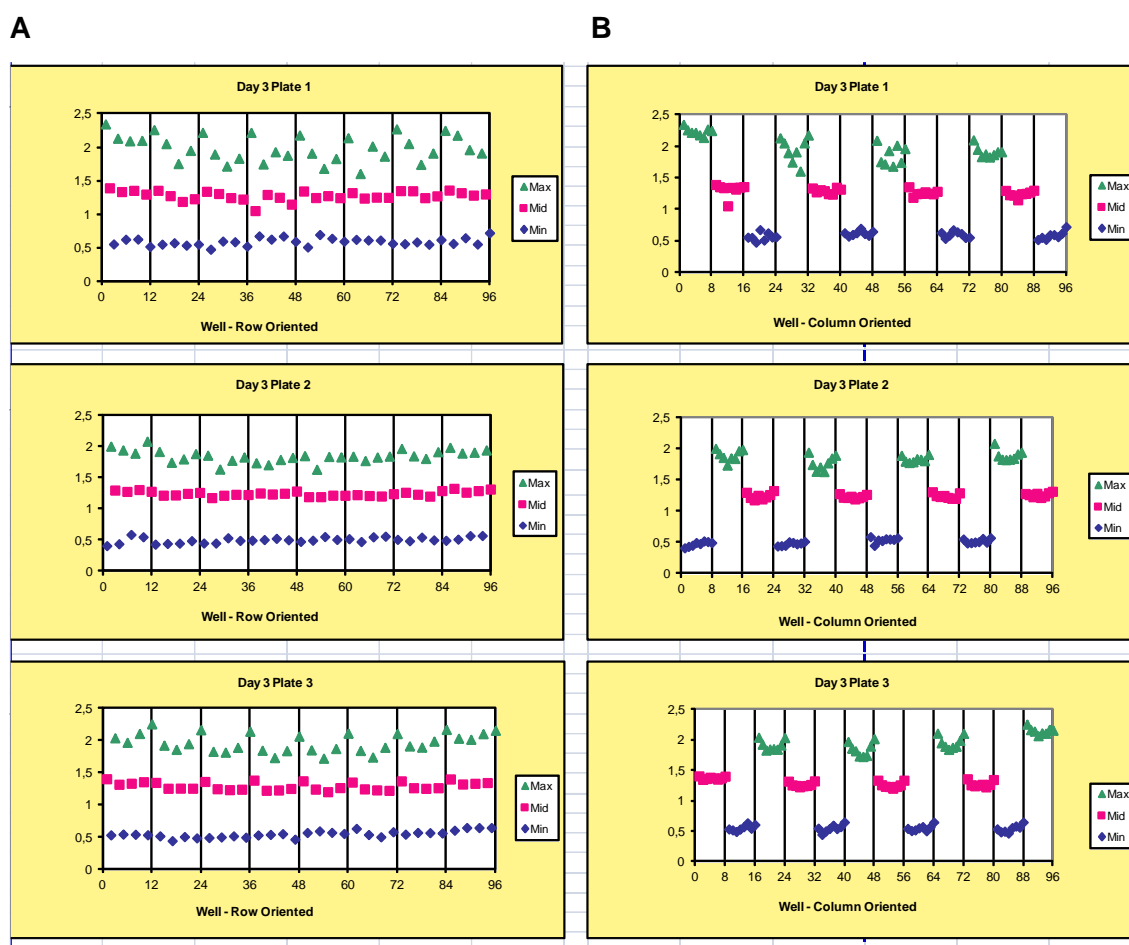 A
B
Day 3 Plate 1
2,5
2
1,5
1
0,5
0
0 12 24 36 48 60 72 84 96
Well - Row Oriented
Max
Mid
Min
Day 3 Plate 1
2,5
2
1,5
1
0,5
0
0 8 16 24 32 40 48 56 64 72 80 88 96
Well - Column Oriented
Max
Mid
Min
Day 3 Plate 2
2,5
2
1,5
1
0,5
0
0 12 24 36 48 60 72 84 96
Well - Row Oriented
Max
Mid
Min
Day 3 Plate 2
2,5
2
1,5
1
0,5
0
0 8 16 24 32 40 48 56 64 72 80 88 96
Well - Column Oriented
Max
Mid
Min
Day 3 Plate 3
2,5
2
1,5
1
0,5
0
0 12 24 36 48 60 72 84 96
Well - Row Oriented
Max
Mid
Min
Day 3 Plate 3
2,5
2
1,5
1
0,5
0
0 8 16 24 32 40 48 56 64 72 80 88 96
Well - Column Oriented
Max
Mid
Min